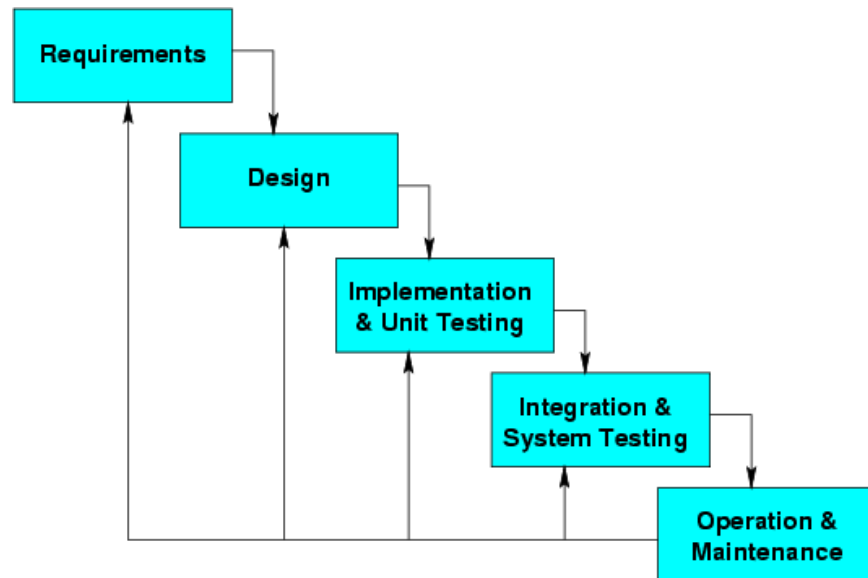 Requirements
Design
Implementation
& Unit Testing
Integration &
System Testing
Operation &
Maintenance